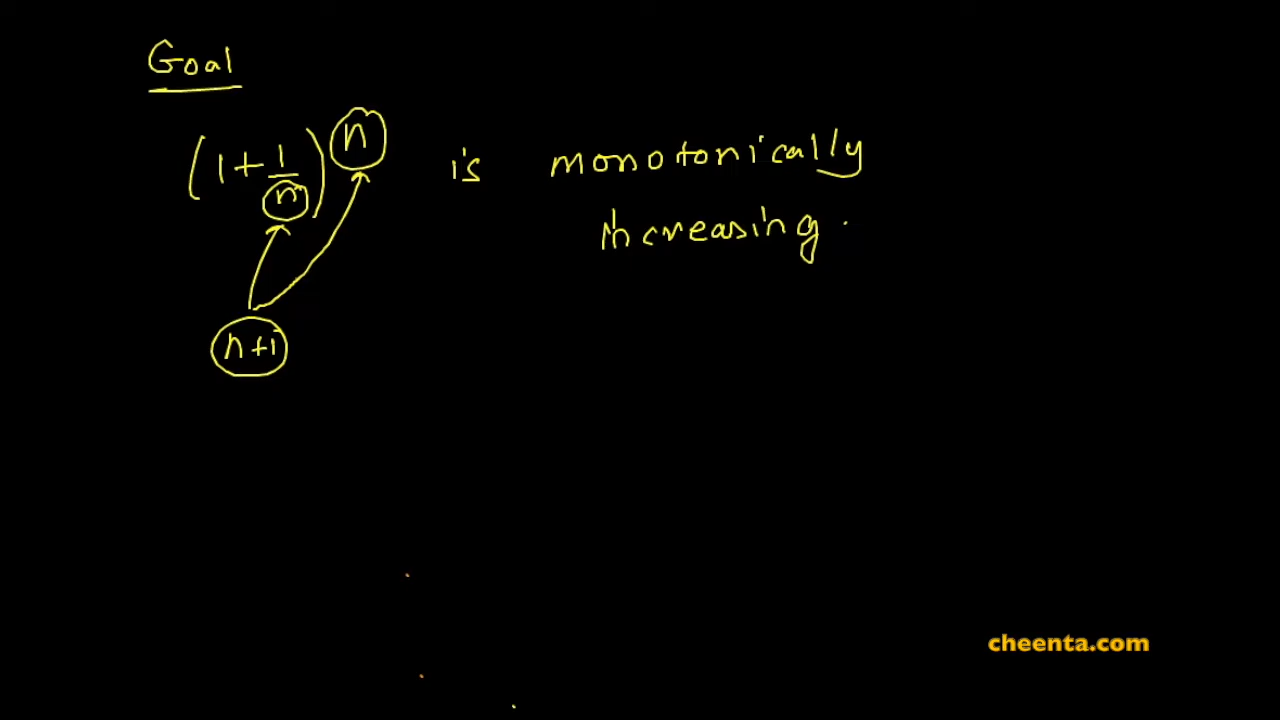 Goal
(1+1/n)^n is monotonically
increasing.
n+1
cheenta.com